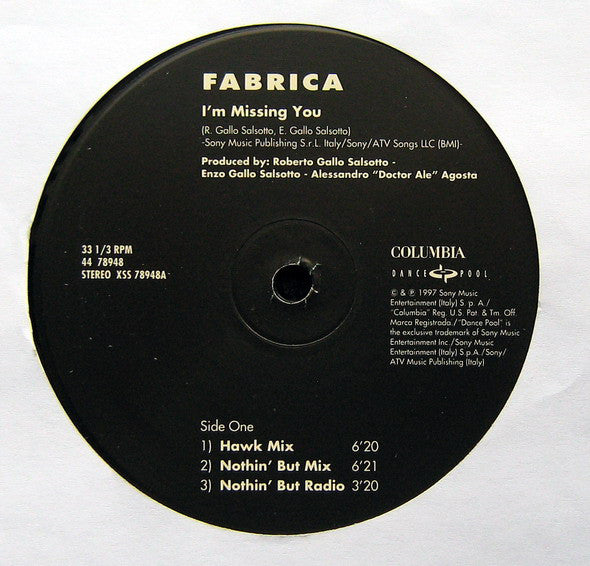 FABRICA
I'm Missing You
(R. Gallo Salsotto, E. Gallo Salsotto)
-Sony Music Publishing S.r.L. Italy/Sony/ATV Songs LLC (BMI)-
Produced by: Roberto Gallo Salsotto -
Enzo Gallo Salsotto - Alessandro "Doctor Ale" Agosta
33 1/3 RPM
44 78948
STEREO XSS 78948A
COLUMBIA
DANCE POOL
© & ℗ 1997 Sony Music
Entertainment (Italy) S. p. A./
"Columbia" Reg. U.S. Pat. & Tm. Off.
Marca Registrada./"Dance Pool" is
the exclusive trademark of Sony Music
Entertainment Inc./Sony Music
Entertainment (Italy) S.p.A./Sony/
ATV Music Publishing (Italy)
Side One
1) Hawk Mix 6'20
2) Nothin' But Mix 6'21
3) Nothin' But Radio 3'20